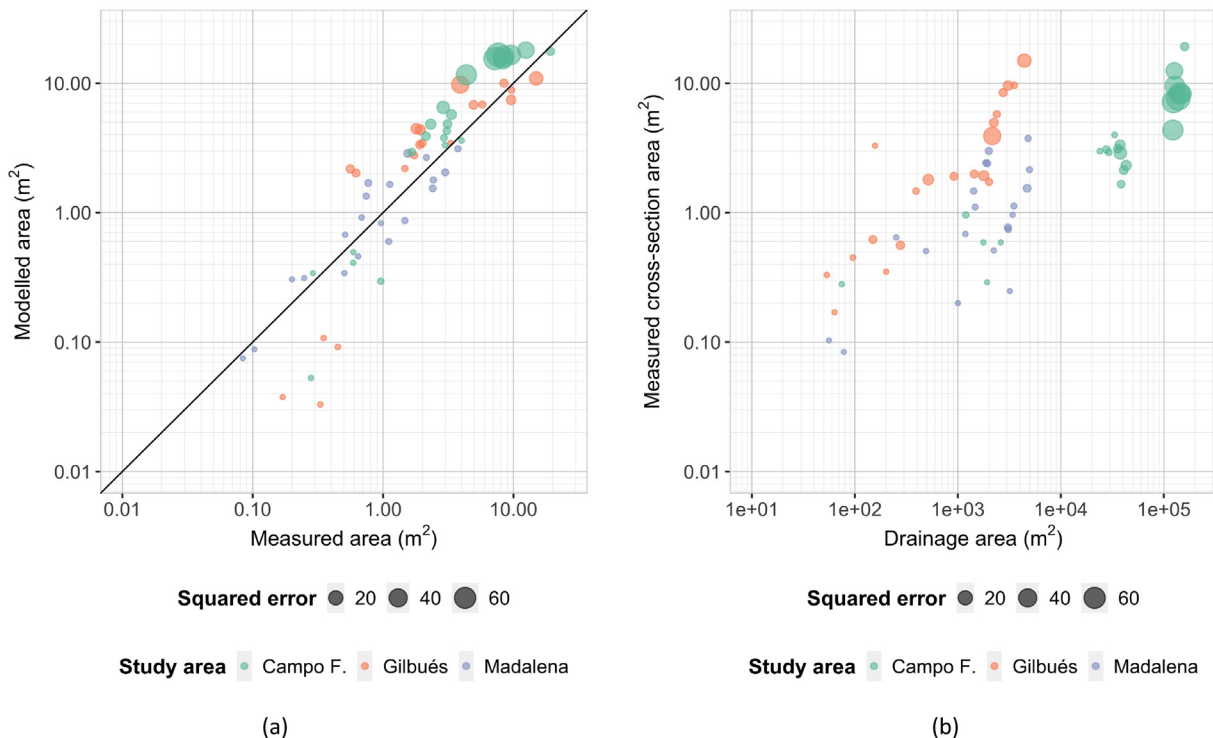 Modelled area (m²)
10.00
1.00
0.10
0.01
0.01 0.10 1.00 10.00
Measured area (m²)
Squared error 20 40 60
Study area Campo F. Gilbués Madalena
(a)
Measured cross-section area (m²)
10.00
1.00
0.10
0.01
1e+01 1e+02 1e+03 1e+04 1e+05
Drainage area (m²)
Squared error 20 40 60
Study area Campo F. Gilbués Madalena
(b)